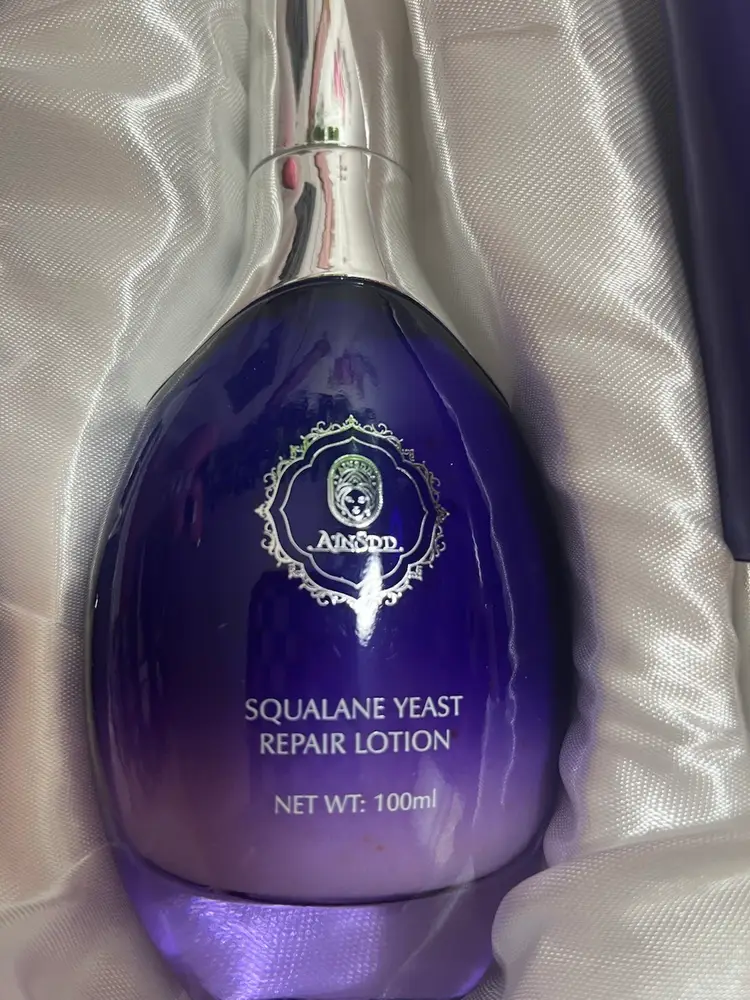 AINSDD
SQUALANE YEAST
REPAIR LOTION
NET WT: 100ml